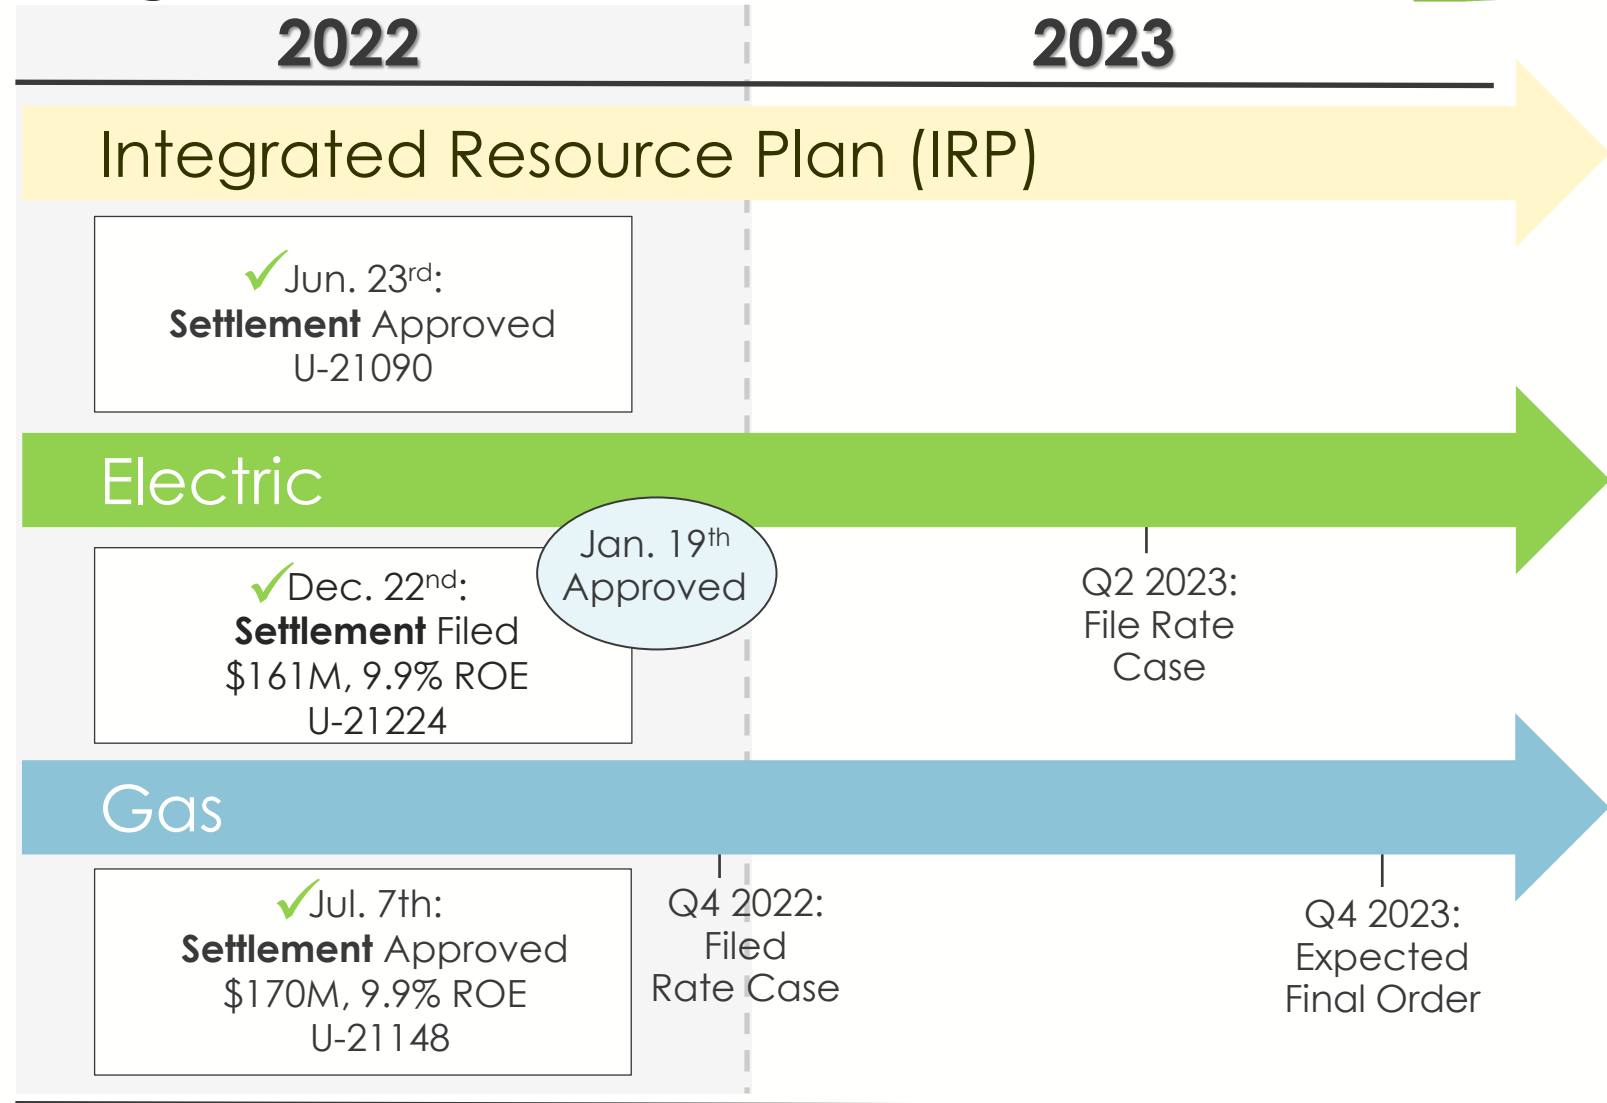 2022
2023
Integrated Resource Plan (IRP)
Jun. 23rd:
Settlement Approved
U-21090
Electric
Jan. 19th
Approved
Dec. 22nd:
Settlement Filed
$161M, 9.9% ROE
U-21224
Q2 2023:
File Rate
Case
Gas
Jul. 7th:
Settlement Approved
$170M, 9.9% ROE
U-21148
Q4 2022:
Filed
Rate Case
Q4 2023:
Expected
Final Order